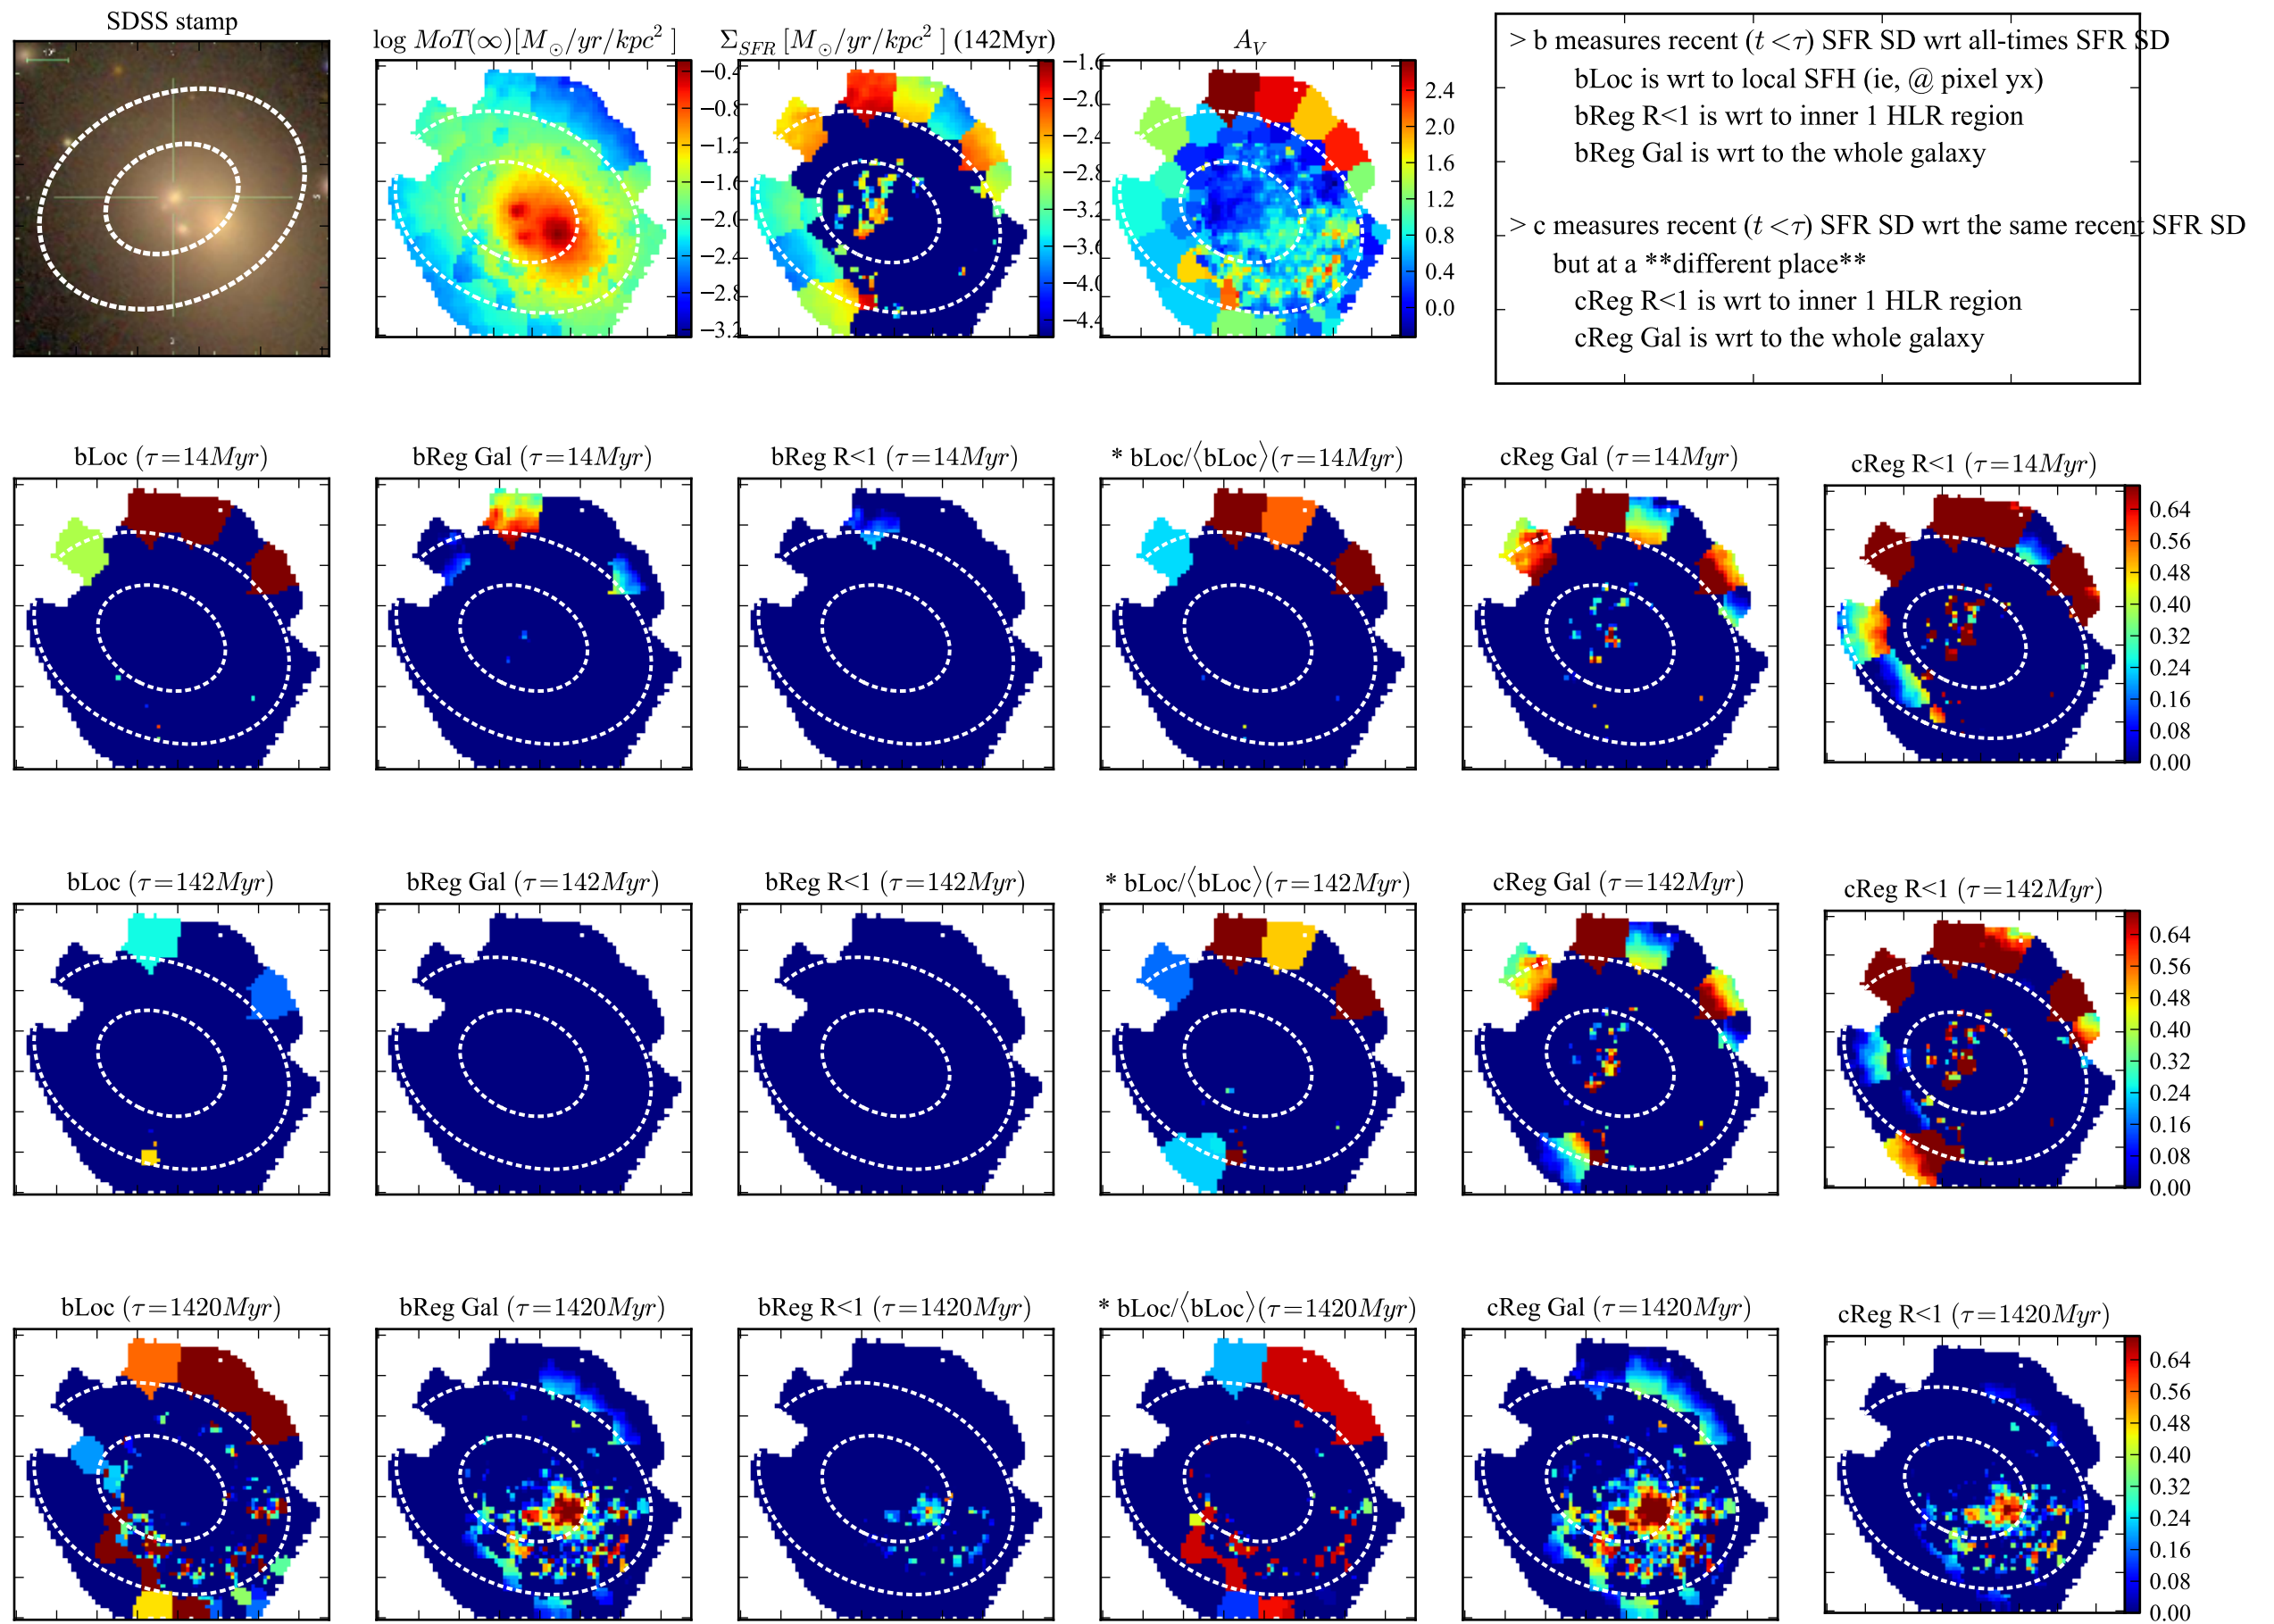 SDSS stamp
log MoT(∞)[M⊙/yr/kpc² ]
Σ_SFR [M⊙/yr/kpc² ] (142Myr)
A_V
−0.4
−0.8
−1.2
−1.6
−2.0
−2.4
−2.8
−3.2
−1.6
−2.0
−2.4
−2.8
−3.2
−3.6
−4.0
−4.4
2.4
2.0
1.6
1.2
0.8
0.4
0.0
> b measures recent (t <τ) SFR SD wrt all-times SFR SD
bLoc is wrt to local SFH (ie, @ pixel yx)
bReg R<1 is wrt to inner 1 HLR region
bReg Gal is wrt to the whole galaxy
> c measures recent (t <τ) SFR SD wrt the same recent SFR SD
but at a **different place**
cReg R<1 is wrt to inner 1 HLR region
cReg Gal is wrt to the whole galaxy
bLoc (τ=14Myr)
bReg Gal (τ=14Myr)
bReg R<1 (τ=14Myr)
* bLoc/⟨bLoc⟩(τ=14Myr)
cReg Gal (τ=14Myr)
cReg R<1 (τ=14Myr)
0.64
0.56
0.48
0.40
0.32
0.24
0.16
0.08
0.00
bLoc (τ=142Myr)
bReg Gal (τ=142Myr)
bReg R<1 (τ=142Myr)
* bLoc/⟨bLoc⟩(τ=142Myr)
cReg Gal (τ=142Myr)
cReg R<1 (τ=142Myr)
0.64
0.56
0.48
0.40
0.32
0.24
0.16
0.08
0.00
bLoc (τ=1420Myr)
bReg Gal (τ=1420Myr)
bReg R<1 (τ=1420Myr)
* bLoc/⟨bLoc⟩(τ=1420Myr)
cReg Gal (τ=1420Myr)
cReg R<1 (τ=1420Myr)
0.64
0.56
0.48
0.40
0.32
0.24
0.16
0.08
0.00